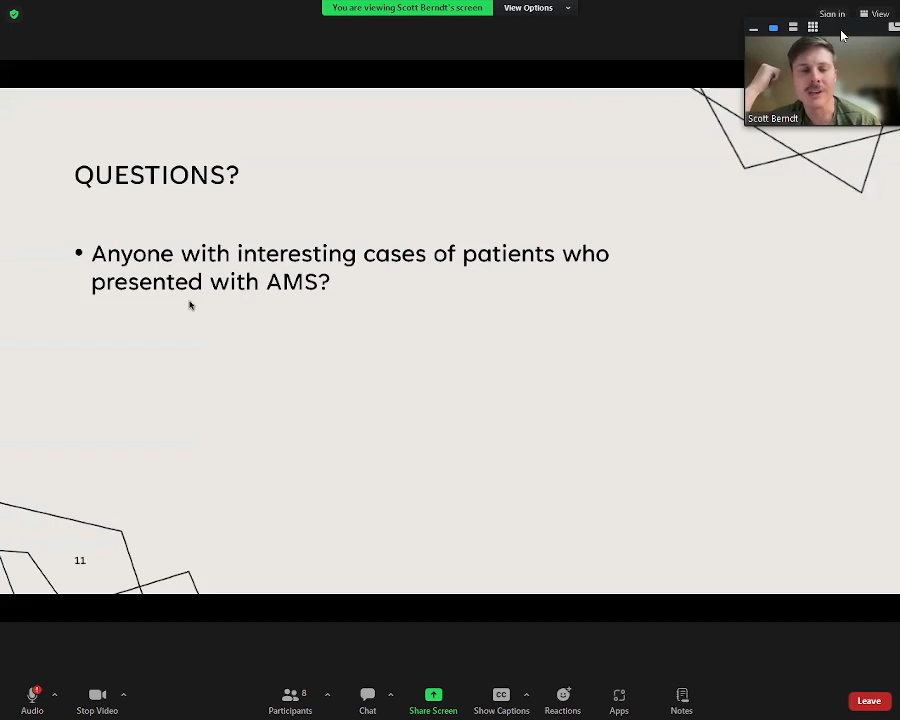 You are viewing Scott Berndt's screen
View Options
Sign in
View
Scott Berndt
QUESTIONS?
• Anyone with interesting cases of patients who
presented with AMS?
11
8
Audio
Stop Video
Participants
Chat
Share Screen
CC
Show Captions
Reactions
Apps
Notes
Leave